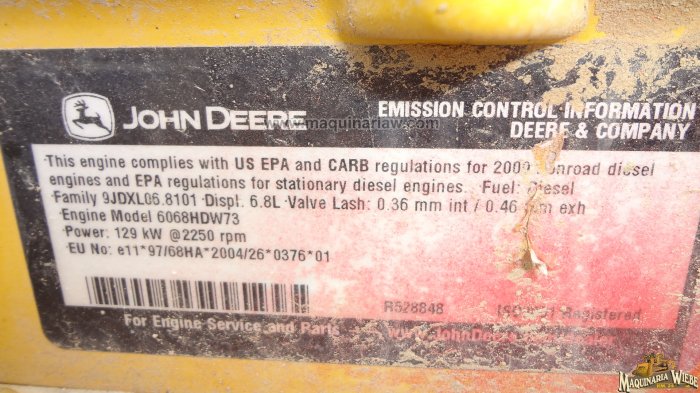 JOHN DEERE
www.maquinariaw.com
EMISSION CONTROL INFORMATION
DEERE & COMPANY
This engine complies with US EPA and CARB regulations for 2009 nonroad diesel
engines and EPA regulations for stationary diesel engines. Fuel: Diesel
Family 9JDXL06.8101 Displ. 6.8L Valve Lash: 0.36 mm int / 0.46 mm exh
Engine Model 6068HDW73
Power: 129 kW @2250 rpm
EU No: e11*97/68HA*2004/26*0376*01
R528848 Registered
For Engine Service and Parts
MAQUINARIA WIEBE